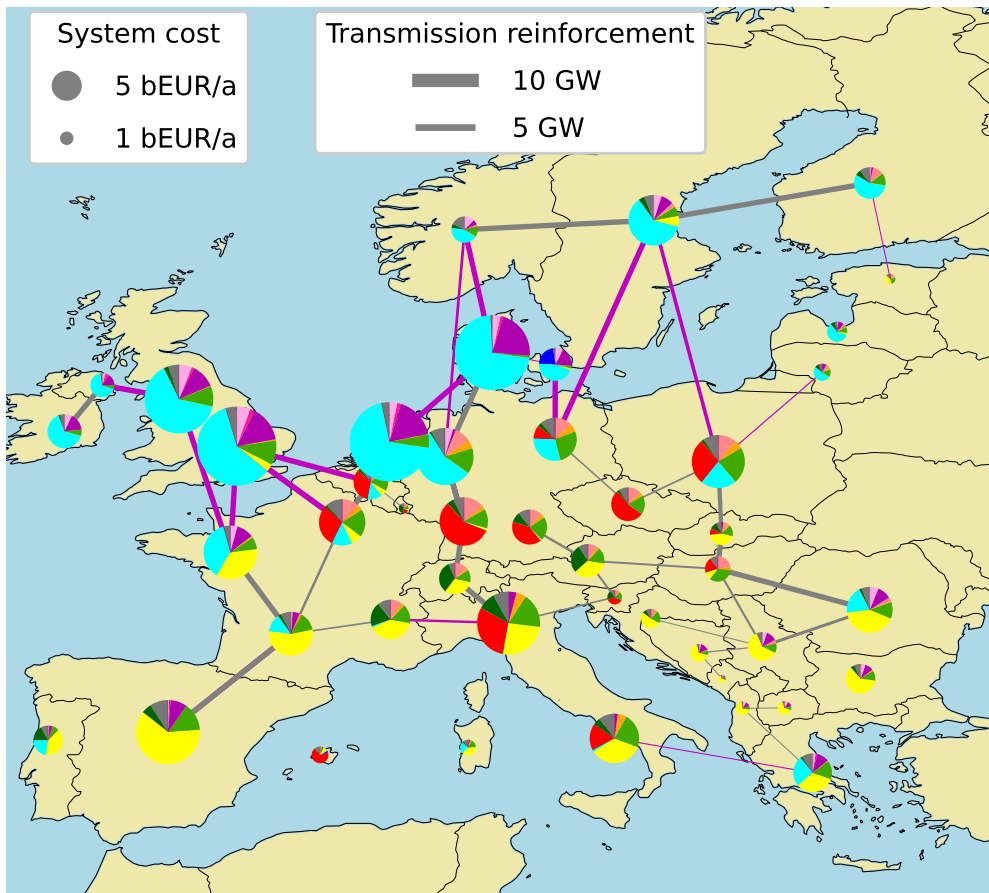 System cost
5 bEUR/a
1 bEUR/a
Transmission reinforcement
10 GW
5 GW